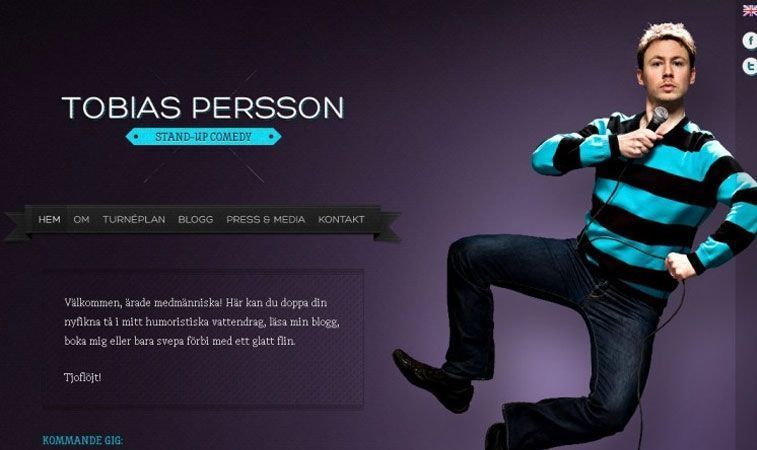 TOBIAS PERSSON
STAND-UP COMEDY
HEM OM TURNÉPLAN BLOGG PRESS & MEDIA KONTAKT
Välkommen, ärade medmänniska! Här kan du doppa din
nyfikna tå i mitt humoristiska vattendrag, läsa min blogg,
boka mig eller bara svepa förbi med ett glatt flin.
Tjoflöjt!
KOMMANDE GIG: